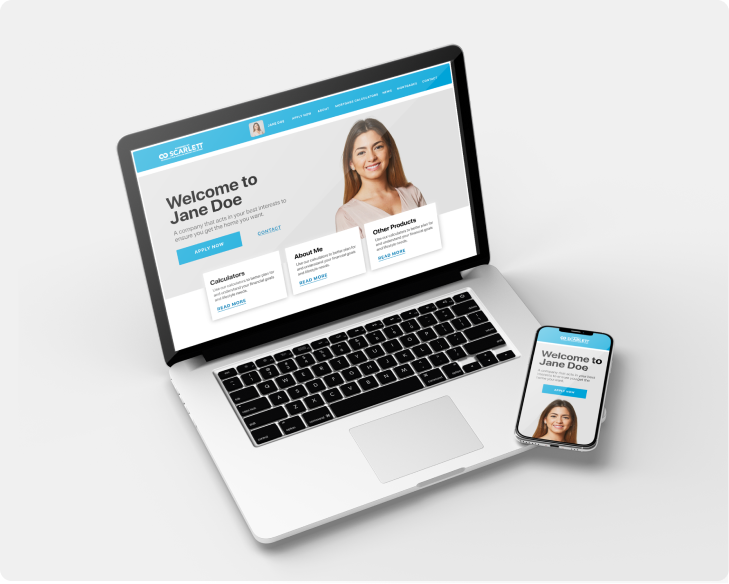 SCARLETT
JANE DOE
APPLY NOW
ABOUT
MORTGAGE CALCULATORS
NEWS
MORTGAGES
CONTACT
Welcome to
Jane Doe
A company that acts in your best interests to
ensure you get the home you want.
APPLY NOW
CONTACT
Calculators
Use our calculators to better plan for
and understand your financial goals
and lifestyle needs.
READ MORE
About Me
Use our calculators to better plan for
and understand your financial goals
and lifestyle needs.
READ MORE
Other Products
Use our calculators to better plan for
and understand your financial goals
and lifestyle needs.
READ MORE
SCARLETT
Welcome to
Jane Doe
A company that acts in your best
interests to ensure you get the
home you want.
APPLY NOW